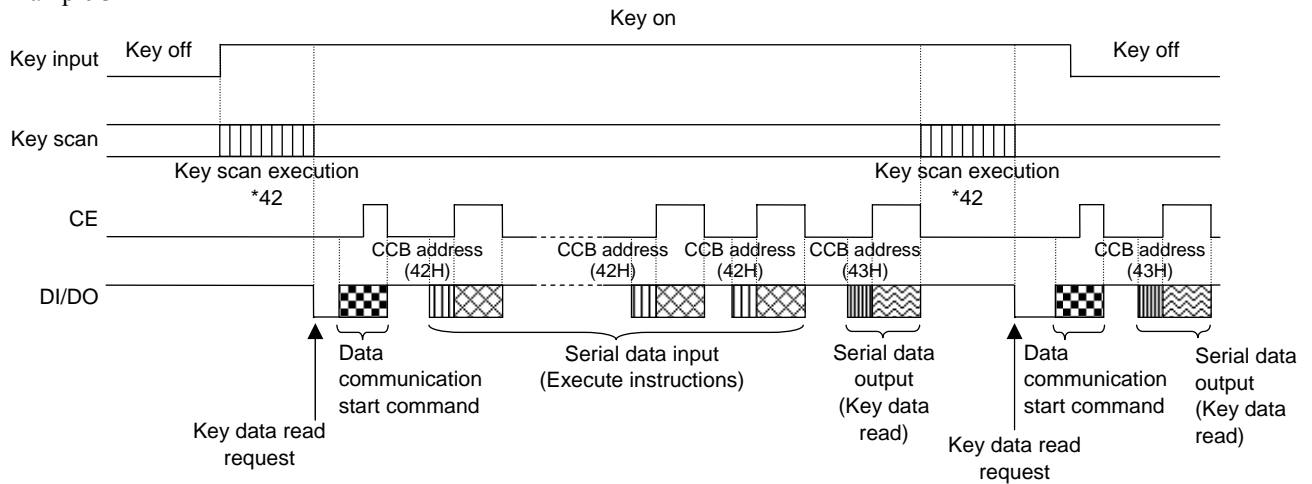 Key on
Key input
Key off
Key off
Key scan
Key scan execution
*42
Key scan execution
*42
CE
CCB address
(42H)
CCB address
(42H)
CCB address
(42H)
CCB address
(43H)
CCB address
(43H)
DI/DO
Data
communication
start command
Serial data input
(Execute instructions)
Serial data
output
(Key data
read)
Data
communication
start command
Serial data
output
(Key data
read)
Key data read
request
Key data read
request